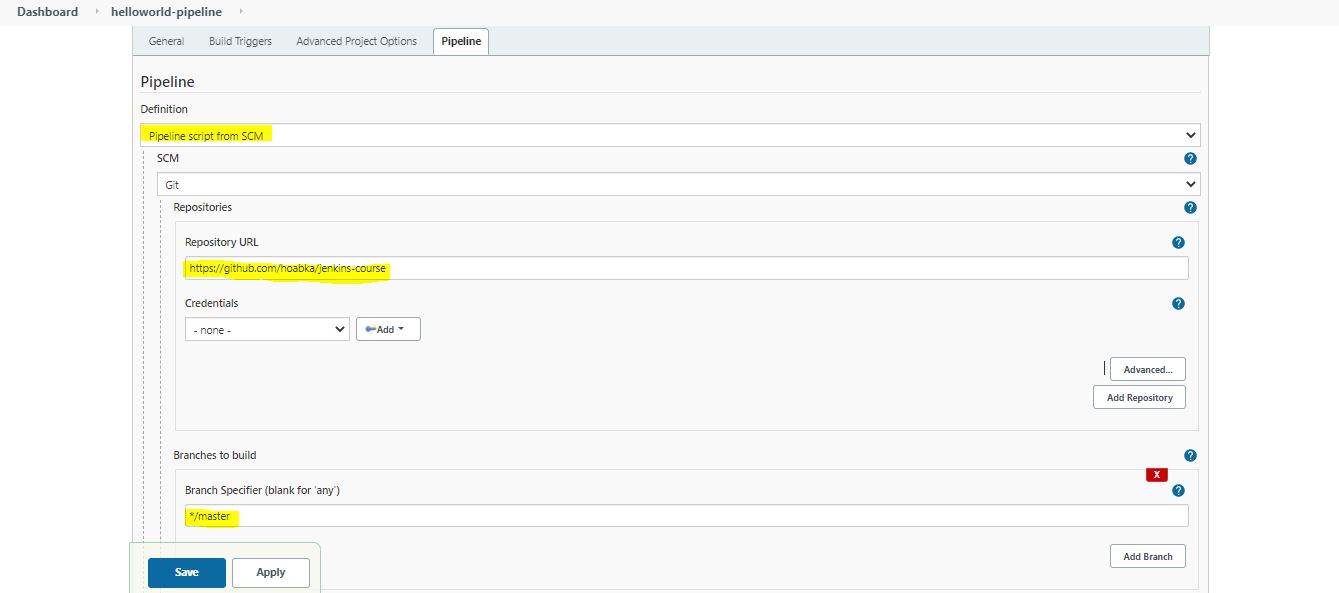 Dashboard helloworld-pipeline
General Build Triggers Advanced Project Options Pipeline
Pipeline
Definition
Pipeline script from SCM
SCM
?
Git
Repositories
?
Repository URL
?
https://github.com/hoabka/jenkins-course
Credentials
?
- none - Add
Advanced...
Add Repository
Branches to build
?
X
Branch Specifier (blank for 'any')
?
*/master
Add Branch
Save Apply